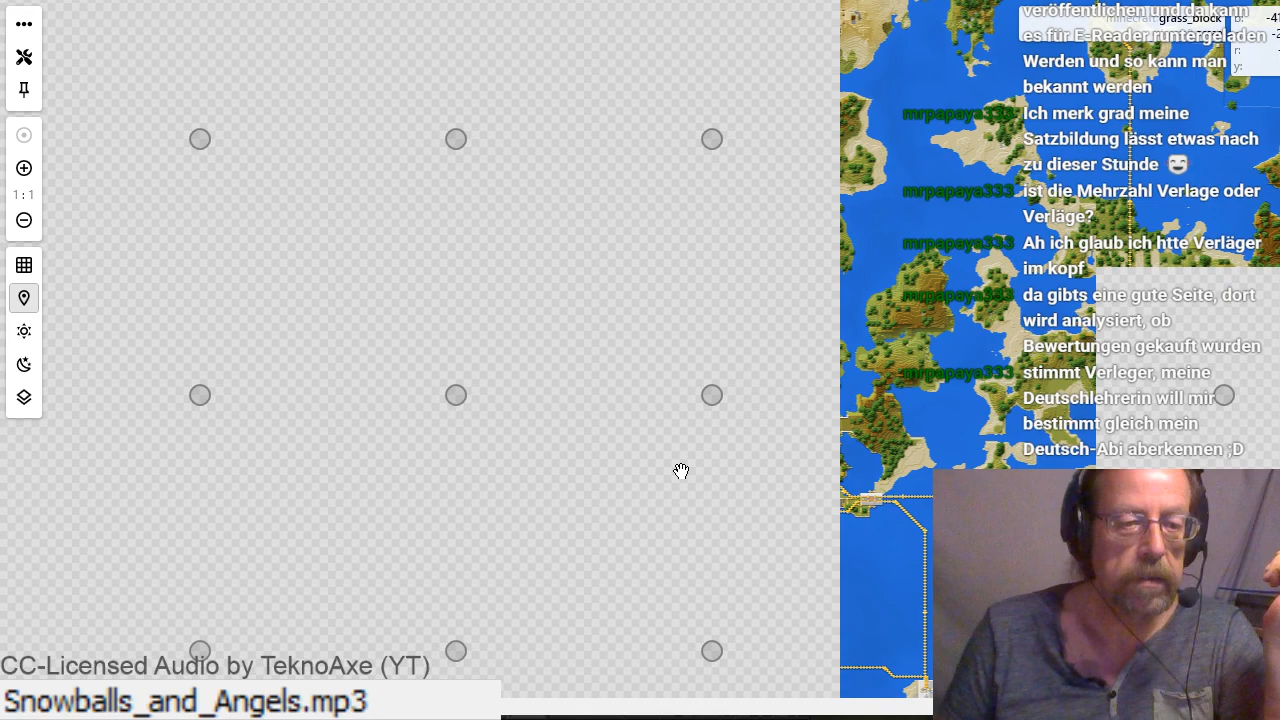 veröffentlichen und da kann
minecraft:grass_block
b:
es für E-Reader runtergeladen
r:
Werden und so kann man
y:
bekannt werden
mrpapaya333 Ich merk grad meine
Satzbildung lässt etwas nach
zu dieser Stunde
1:1
mrpapaya333 ist die Mehrzahl Verlage oder
Verläge?
mrpapaya333 Ah ich glaub ich htte Verläger
im kopf
mrpapaya333 da gibts eine gute Seite, dort
wird analysiert, ob
Bewertungen gekauft wurden
mrpapaya333 stimmt Verleger, meine
Deutschlehrerin will mir
bestimmt gleich mein
Deutsch-Abi aberkennen ;D
CC-Licensed Audio by TeknoAxe (YT)
Snowballs_and_Angels.mp3